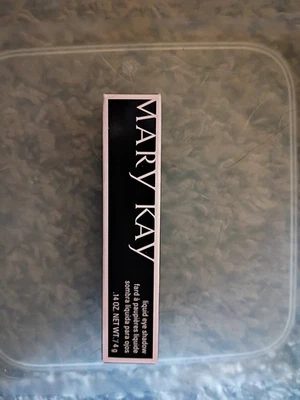 MARY KAY
liquid eye shadow
fard à paupières liquide
sombra líquida para ojos
.14 OZ. NET WT. / 4 g